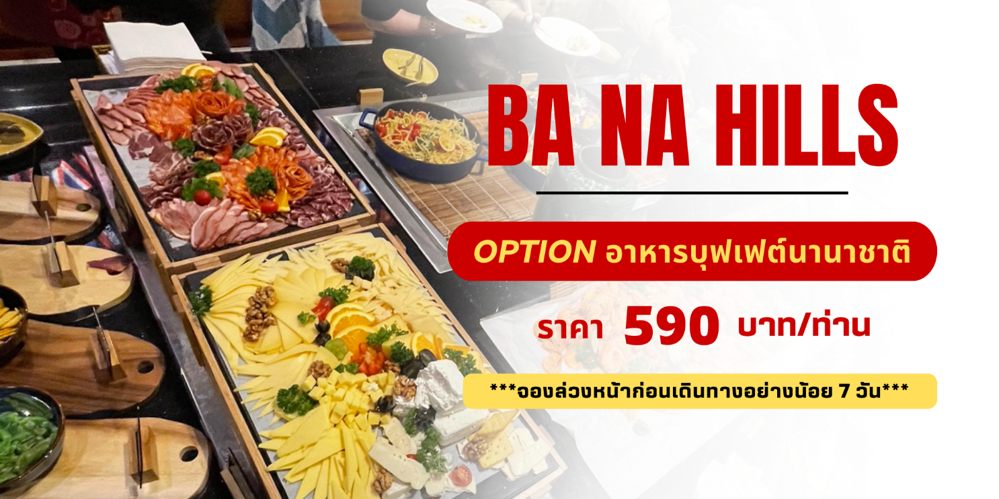 BA NA HILLS
OPTION อาหารบุฟเฟต์นานาชาติ
ราคา 590 บาท/ท่าน
***จองล่วงหน้าก่อนเดินทางอย่างน้อย 7 วัน***